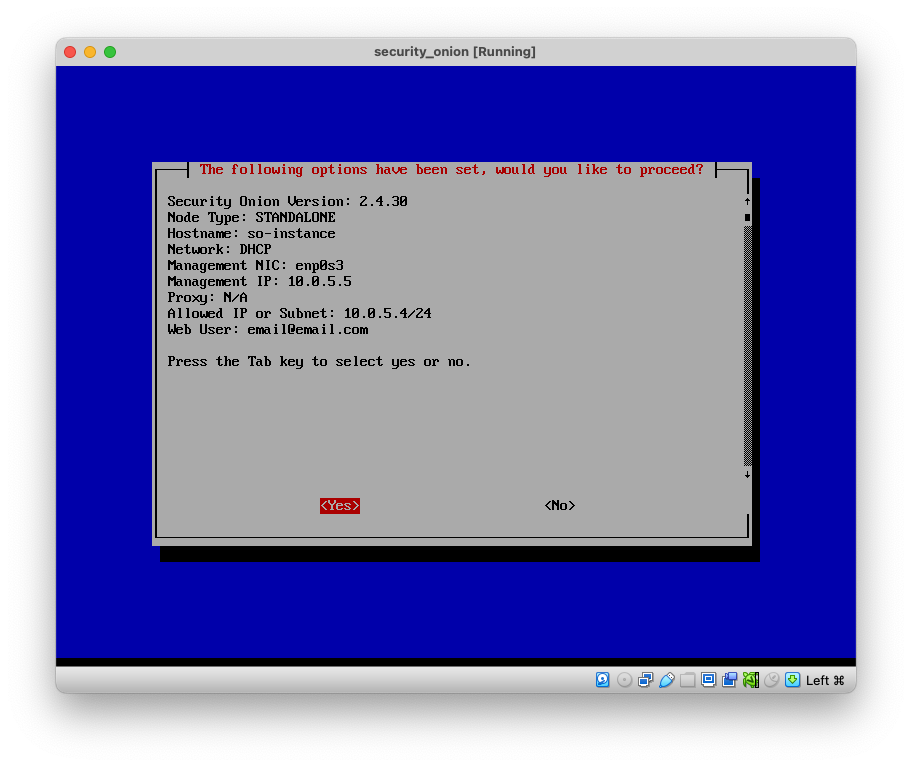 security_onion [Running]
The following options have been set, would you like to proceed?
Security Onion Version: 2.4.30
Node Type: STANDALONE
Hostname: so-instance
Network: DHCP
Management NIC: enp0s3
Management IP: 10.0.5.5
Proxy: N/A
Allowed IP or Subnet: 10.0.5.4/24
Web User: email@email.com
Press the Tab key to select yes or no.
<Yes> <No>
Left ⌘